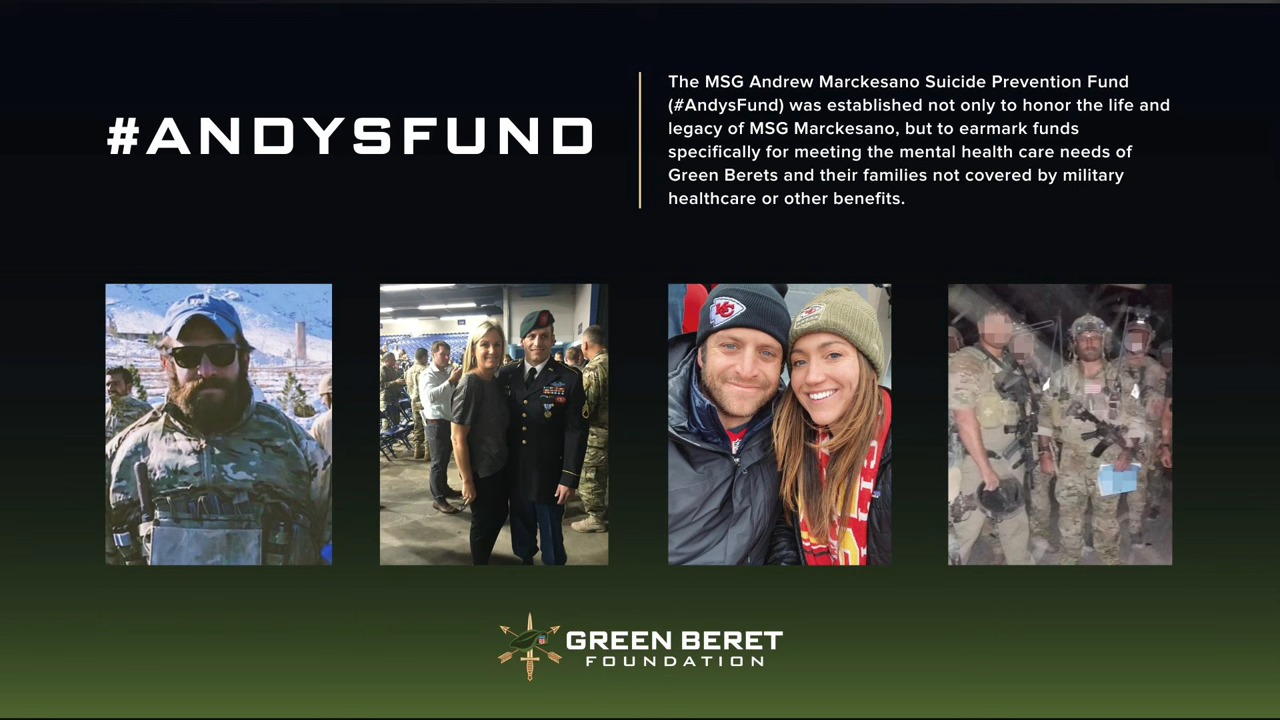 #ANDYSFUND
The MSG Andrew Marckesano Suicide Prevention Fund
(#AndysFund) was established not only to honor the life and
legacy of MSG Marckesano, but to earmark funds
specifically for meeting the mental health care needs of
Green Berets and their families not covered by military
healthcare or other benefits.
KC
GREEN BERET
FOUNDATION